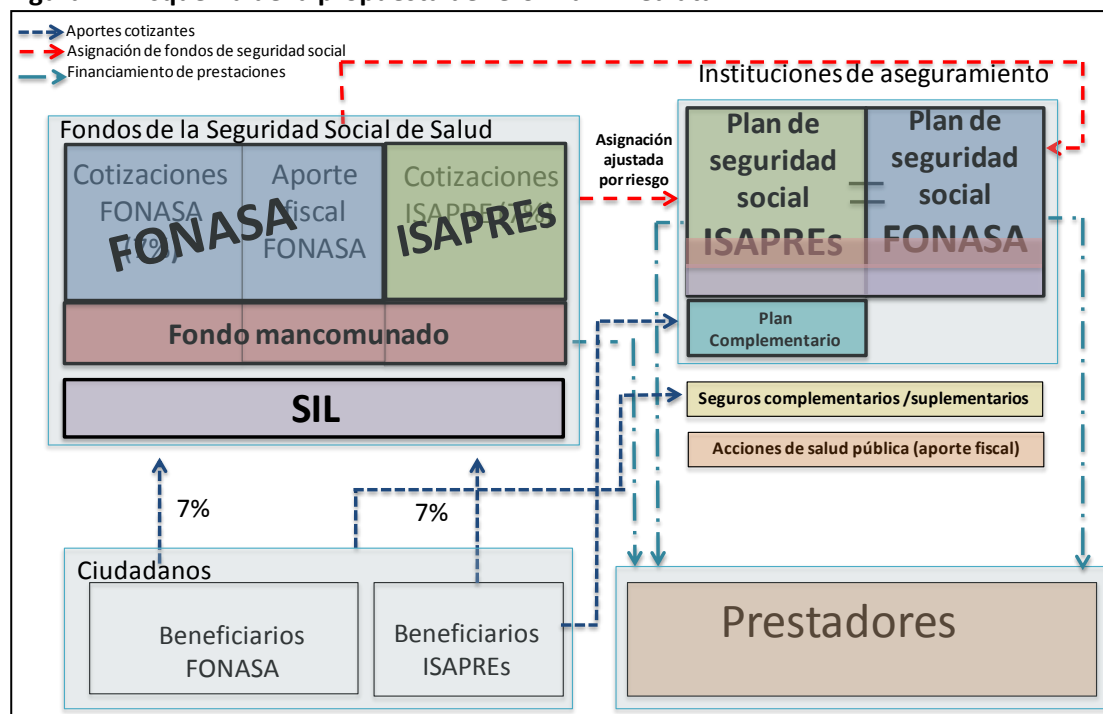 Aportes cotizantes
Asignación de fondos de seguridad social
Financiamiento de prestaciones
Instituciones de aseguramiento
Fondos de la Seguridad Social de Salud
Cotizaciones
FONASA
(7%)
Aporte
fiscal
FONASA
FONASA
Cotizaciones
ISAPRE (7%)
ISAPREs
Asignación
ajustada
por riesgo
Plan de
seguridad
social
ISAPREs
=
Plan de
seguridad
social
FONASA
Fondo mancomunado
Plan
Complementario
SIL
Seguros complementarios /suplementarios
Acciones de salud pública (aporte fiscal)
7%
7%
Ciudadanos
Beneficiarios
FONASA
Beneficiarios
ISAPREs
Prestadores